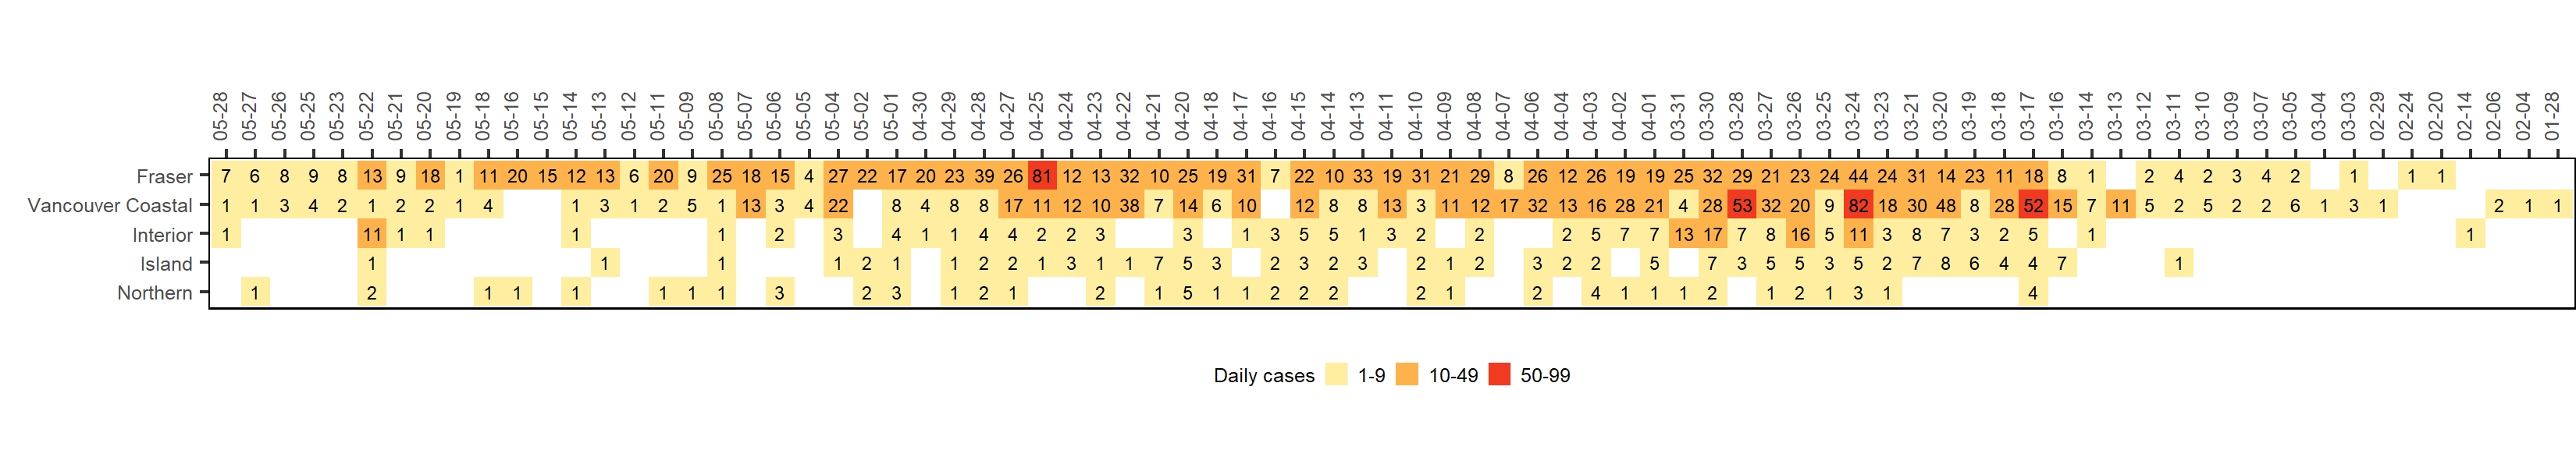 05-28 05-27 05-26 05-25 05-23 05-22 05-21 05-20 05-19 05-18 05-16 05-15 05-14 05-13 05-12 05-11 05-09 05-08 05-07 05-06 05-05 05-04 05-02 05-01 04-30 04-29 04-28 04-27 04-25 04-24 04-23 04-22 04-21 04-20 04-18 04-17 04-16 04-15 04-14 04-13 04-11 04-10 04-09 04-08 04-07 04-06 04-04 04-03 04-02 04-01 03-31 03-30 03-28 03-27 03-26 03-25 03-24 03-23 03-21 03-20 03-19 03-18 03-17 03-16 03-14 03-13 03-12 03-11 03-10 03-09 03-07 03-05 03-04 03-03 02-29 02-24 02-20 02-14 02-06 02-04 01-28
Fraser 7 6 8 9 8 13 9 18 1 11 20 15 12 13 6 20 9 25 18 15 4 27 22 17 20 23 39 26 81 12 13 32 10 25 19 31 7 22 10 33 19 31 21 29 8 26 12 26 19 19 25 32 29 21 23 24 44 24 31 14 23 11 18 8 1 2 4 2 3 4 2 1 1 1
Vancouver Coastal 1 1 3 4 2 1 2 2 1 4 1 3 1 2 5 1 13 3 4 22 8 4 8 8 17 11 12 10 38 7 14 6 10 12 8 8 13 3 11 12 17 32 13 16 28 21 4 28 53 32 20 9 82 18 30 48 8 28 52 15 7 11 5 2 5 2 2 6 1 3 1 2 1 1
Interior 1 11 1 1 1 1 2 3 4 1 1 4 4 2 2 3 3 1 3 5 5 1 3 2 2 2 5 7 7 13 17 7 8 16 5 11 3 8 7 3 2 5 1 1
Island 1 1 1 1 2 1 1 2 2 1 3 1 1 7 5 3 2 3 2 3 2 1 2 3 2 2 5 7 3 5 5 3 5 2 7 8 6 4 4 7 1
Northern 1 2 1 1 1 1 1 1 3 2 3 1 2 1 2 1 5 1 1 2 2 2 2 1 2 4 1 1 1 2 1 2 1 3 1 4
Daily cases 1-9 10-49 50-99